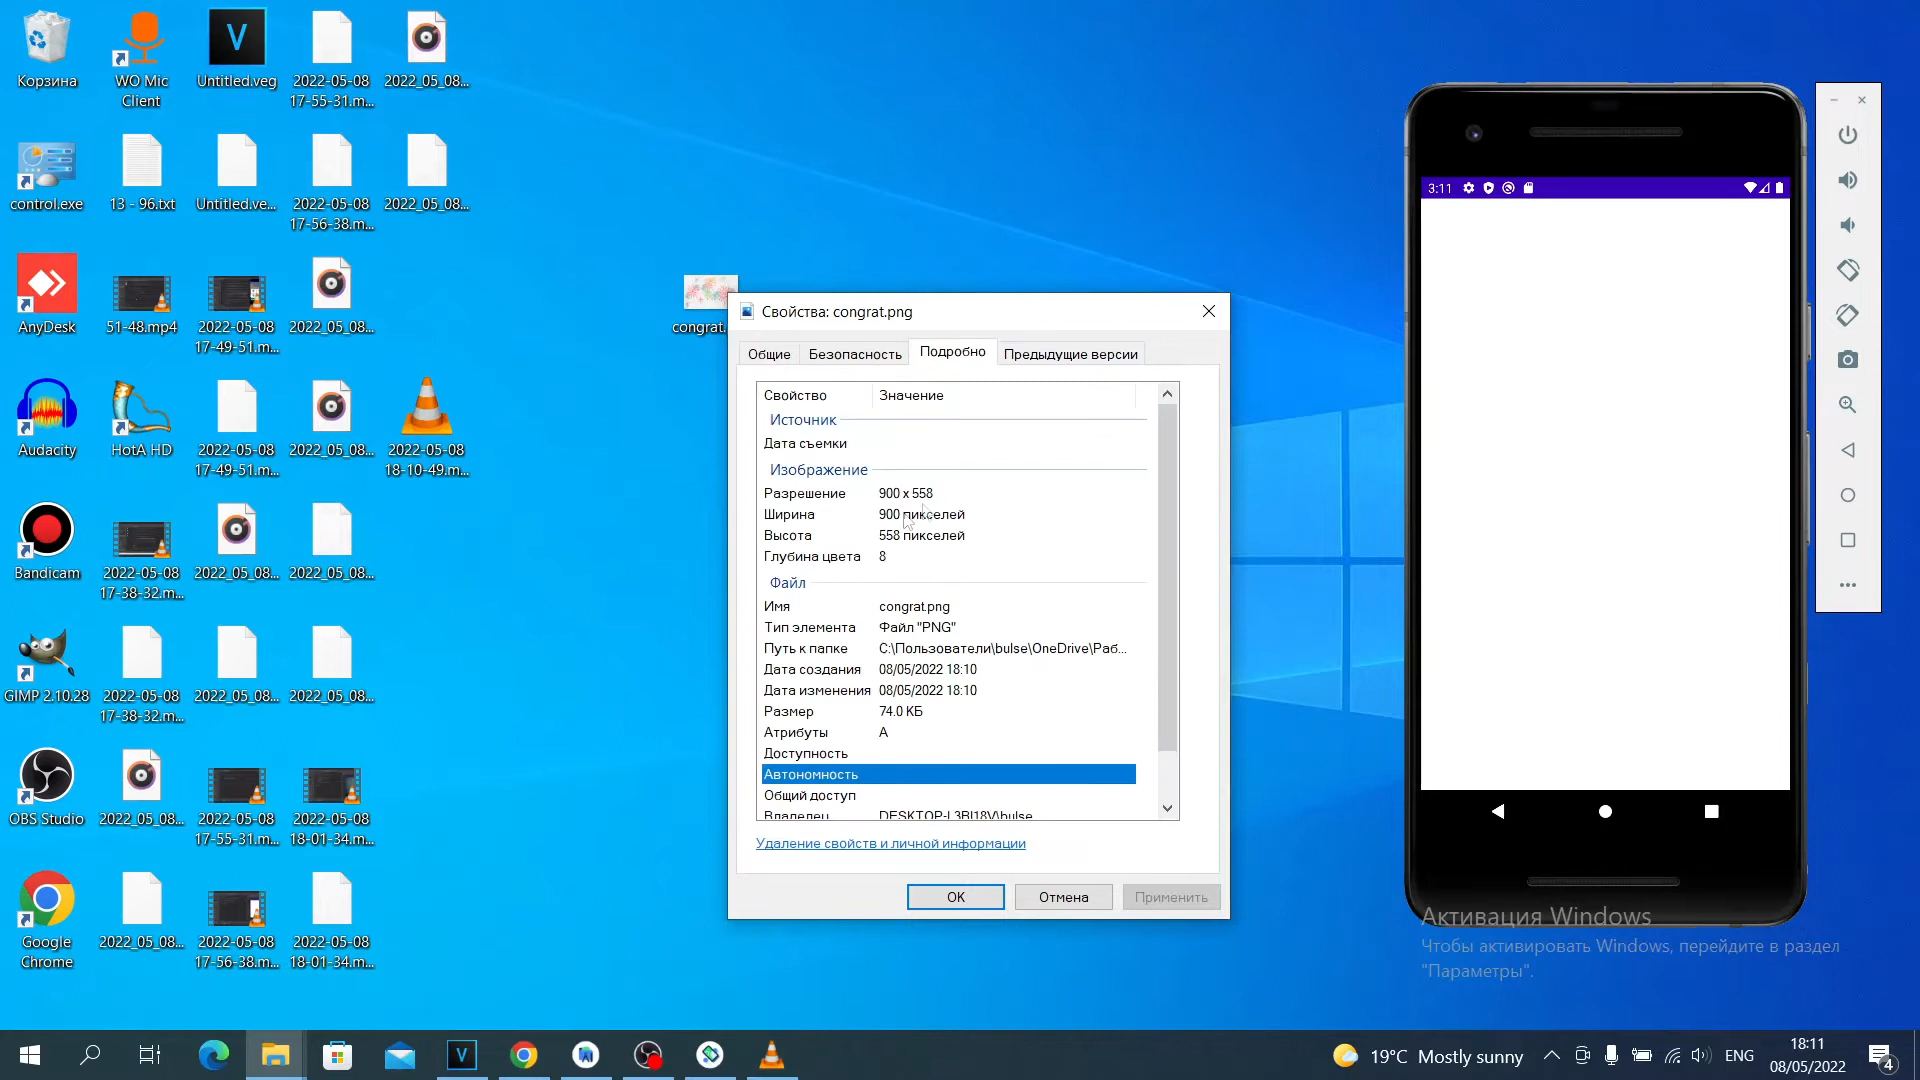 Корзина
WO Mic
Client
Untitled.veg
2022-05-08
17-55-31.m...
2022_05_08...
control.exe
13 - 96.txt
Untitled.ve...
2022-05-08
17-56-38.m...
2022_05_08...
AnyDesk
51-48.mp4
2022-05-08
17-49-51.m...
2022_05_08...
Audacity
HotA HD
2022-05-08
17-49-51.m...
2022_05_08...
2022-05-08
18-10-49.m...
Bandicam
2022-05-08
17-38-32.m...
2022_05_08...
2022_05_08...
GIMP 2.10.28
2022-05-08
17-38-32.m...
2022_05_08...
2022_05_08...
OBS Studio
2022_05_08...
2022-05-08
17-55-31.m...
2022-05-08
18-01-34.m...
Google
Chrome
2022_05_08...
2022-05-08
17-56-38.m...
2022-05-08
18-01-34.m...
congrat.
Свойства: congrat.png
Общие
Безопасность
Подробно
Предыдущие версии
Свойство Значение
Источник
Дата съемки
Изображение
Разрешение 900 x 558
Ширина 900 пикселей
Высота 558 пикселей
Глубина цвета 8
Файл
Имя congrat.png
Тип элемента Файл "PNG"
Путь к папке C:\Пользователи\bulse\OneDrive\Раб...
Дата создания 08/05/2022 18:10
Дата изменения 08/05/2022 18:10
Размер 74.0 КБ
Атрибуты A
Доступность
Автономность
Общий доступ
Владелец DESKTOP-L3BI18V\bulse
Удаление свойств и личной информации
ОК
Отмена
Применить
3:11
Активация Windows
Чтобы активировать Windows, перейдите в раздел
"Параметры".
V
19°C Mostly sunny
ENG
18:11
08/05/2022
4